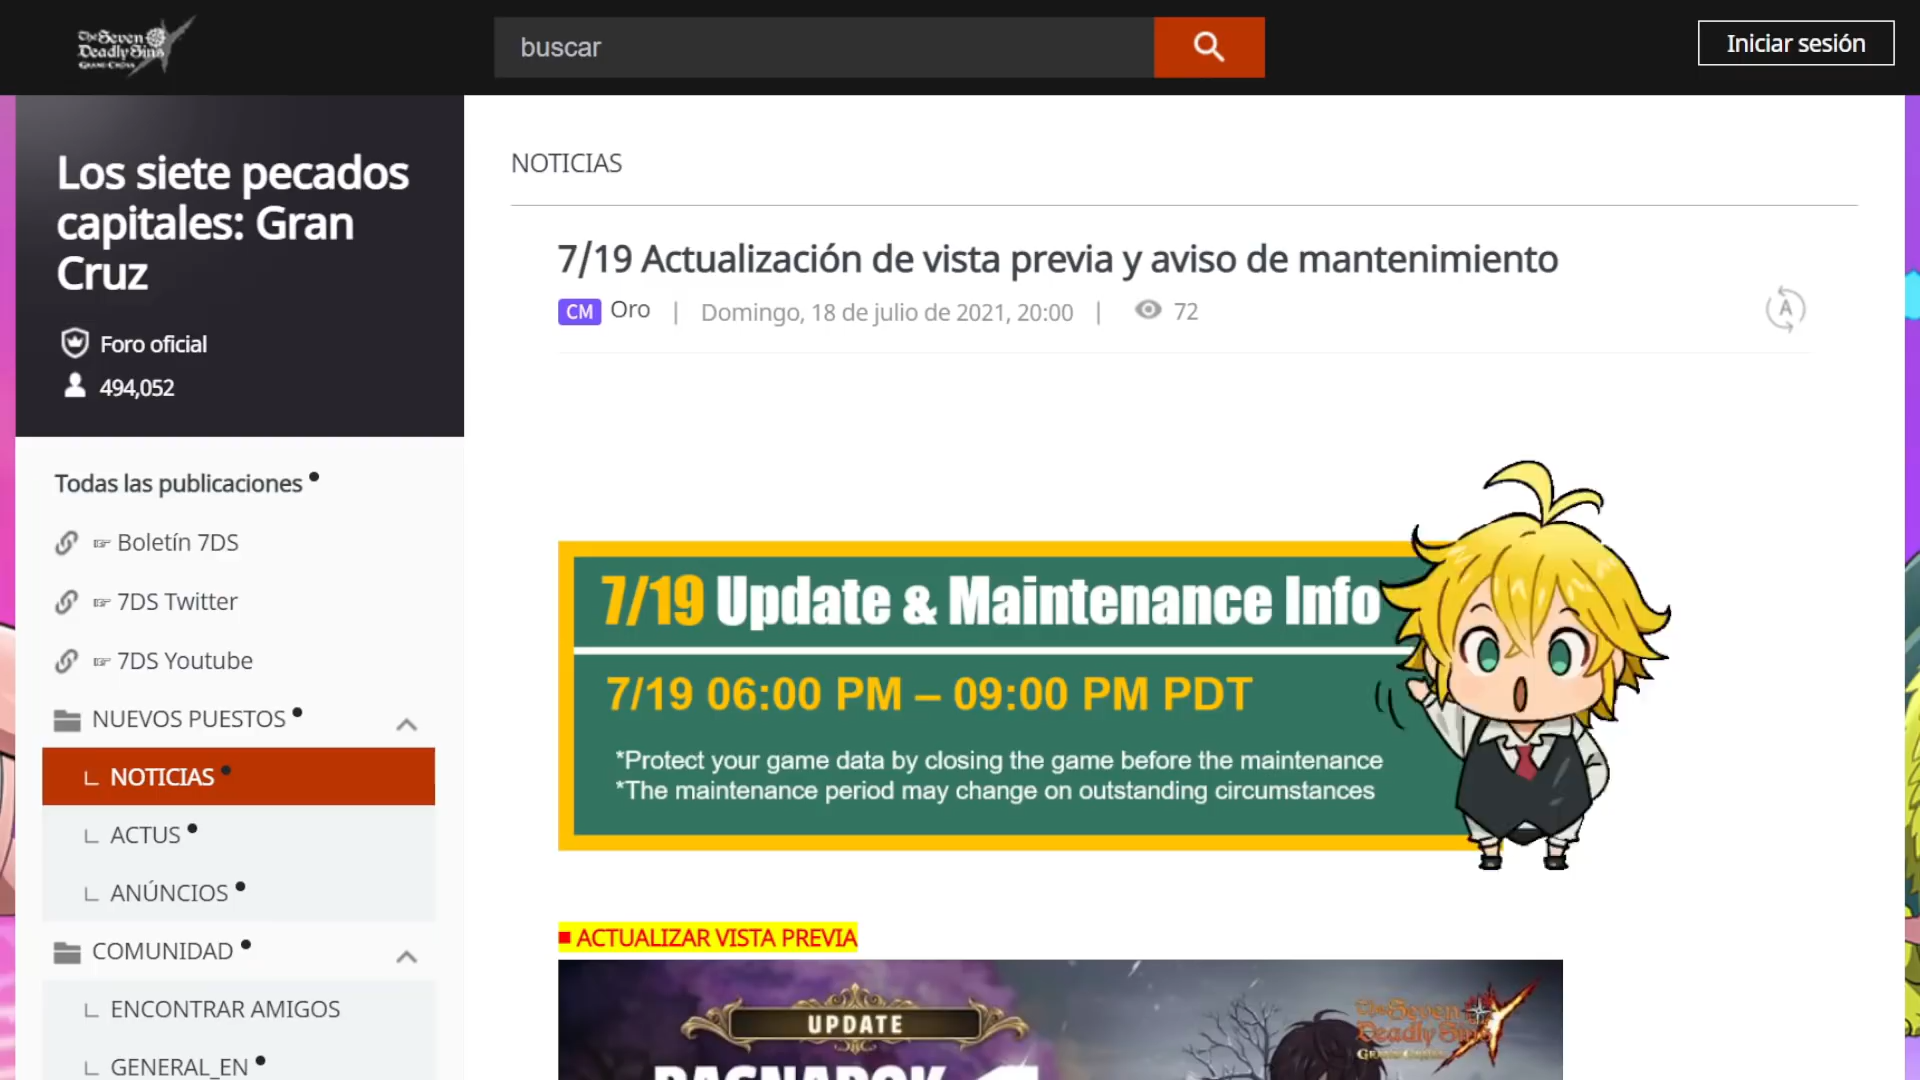 The Seven
Deadly Sins
Grand Cross
buscar
Iniciar sesión
Los siete pecados
capitales: Gran
Cruz
Foro oficial
494,052
Todas las publicaciones
☞ Boletín 7DS
☞ 7DS Twitter
☞ 7DS Youtube
NUEVOS PUESTOS
NOTICIAS
ACTUS
ANÚNCIOS
COMUNIDAD
ENCONTRAR AMIGOS
GENERAL_EN
NOTICIAS
7/19 Actualización de vista previa y aviso de mantenimiento
CM Oro | Domingo, 18 de julio de 2021, 20:00 | 72
A
7/19 Update & Maintenance Info
7/19 06:00 PM – 09:00 PM PDT
*Protect your game data by closing the game before the maintenance
*The maintenance period may change on outstanding circumstances
■ ACTUALIZAR VISTA PREVIA
UPDATE
RAGNAROK
The Seven
Deadly Sins
Grand Cross